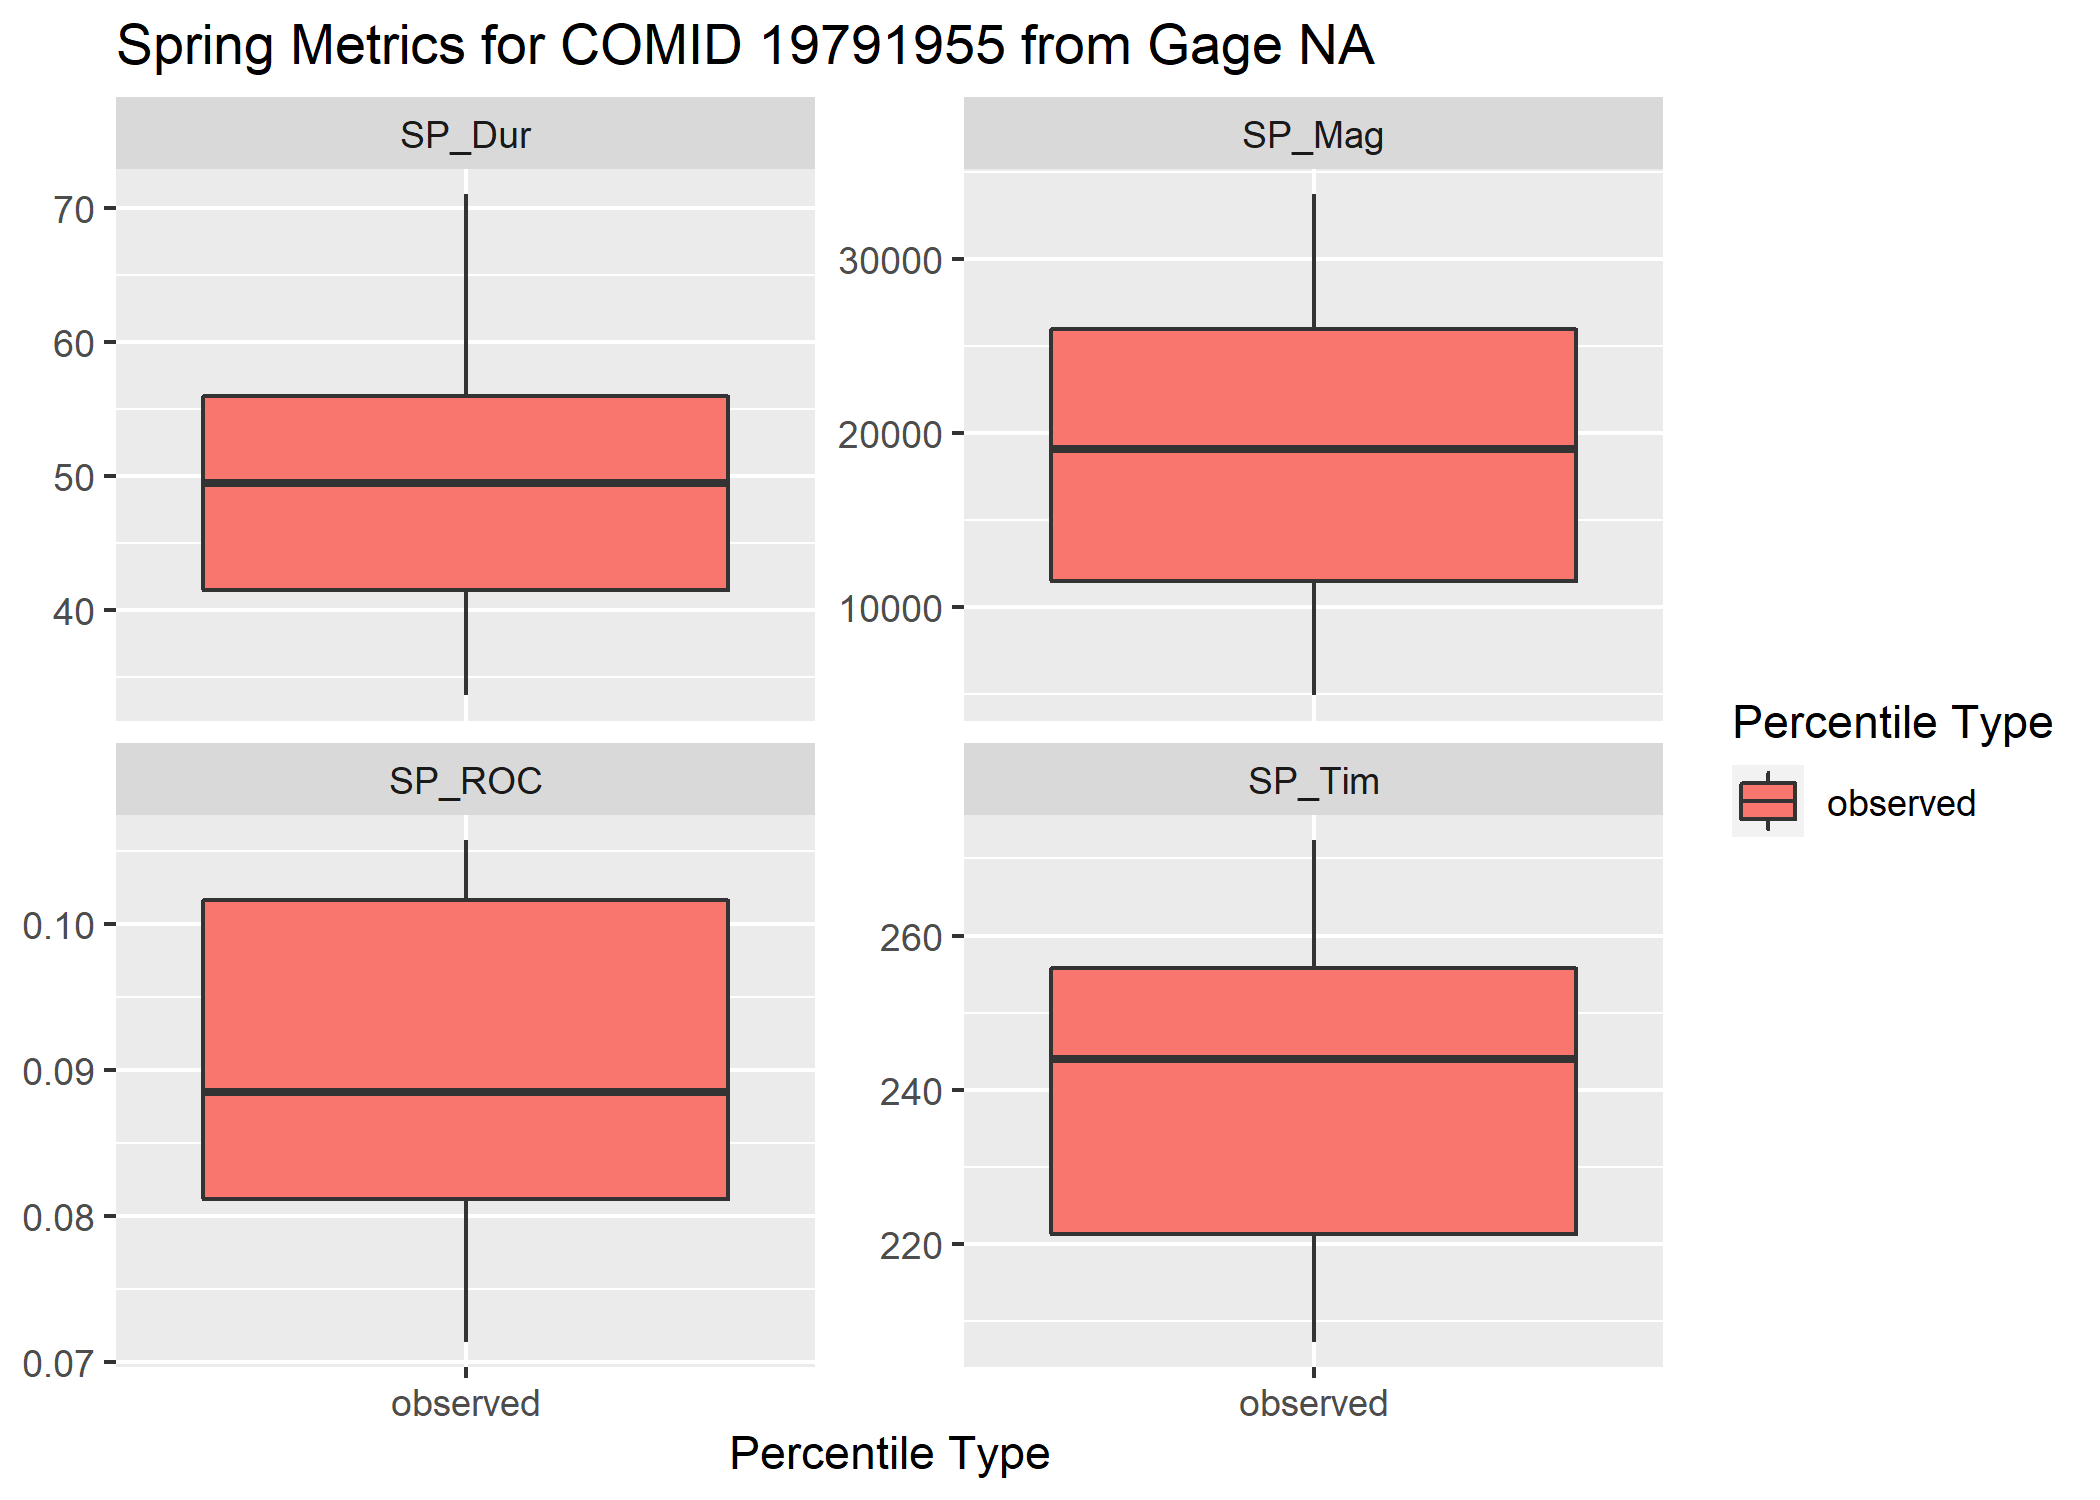 Spring Metrics for COMID 19791955 from Gage NA
SP_Dur
SP_Mag
70
60
50
40
30000
20000
10000
SP_ROC
SP_Tim
0.10
0.09
0.08
0.07
260
240
220
observed
observed
Percentile Type
Percentile Type
observed